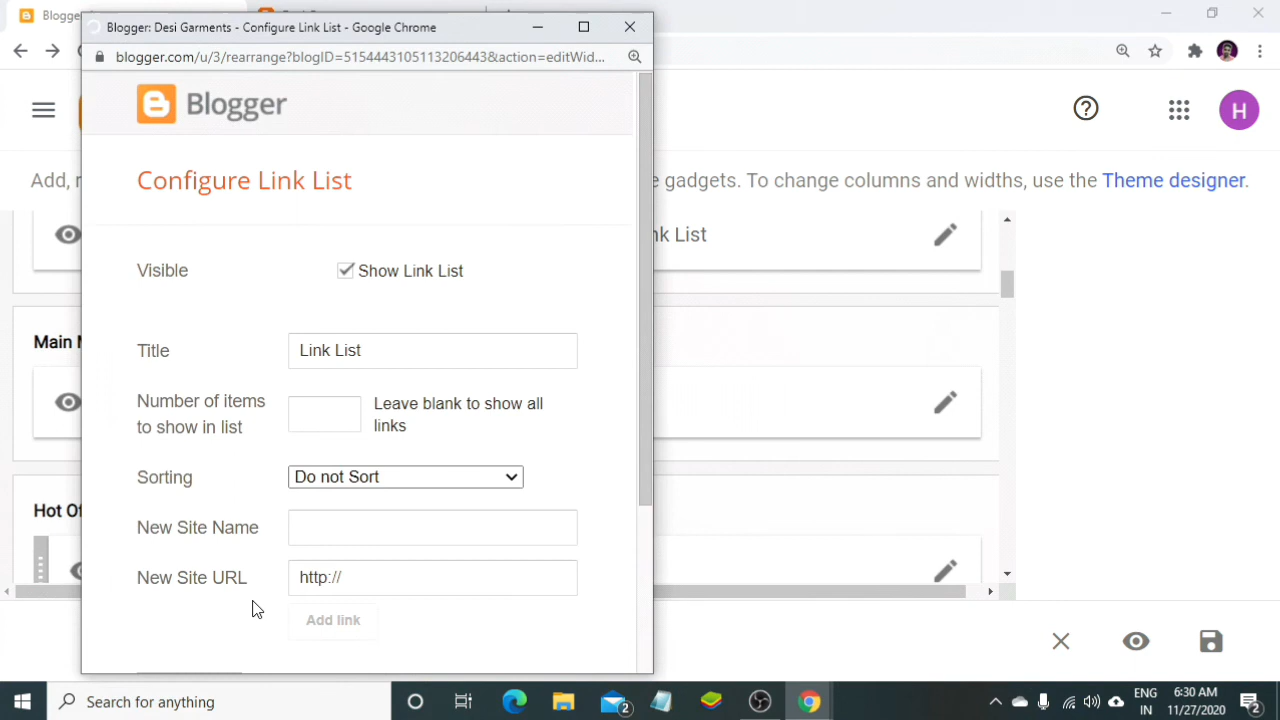 Blogg
Blogger: Desi Garments - Configure Link List - Google Chrome
blogger.com/u/3/rearrange?blogID=5154443105113206443&action=editWid...
Blogger
H
Configure Link List
Add, r
e gadgets. To change columns and widths, use the Theme designer.
nk List
Visible
Show Link List
Main M
Title
Link List
Number of items to show in list
Leave blank to show all links
Sorting
Do not Sort
Hot Of
New Site Name
New Site URL
http://
Add link
Search for anything
2
ENG
IN
6:30 AM
11/27/2020
2